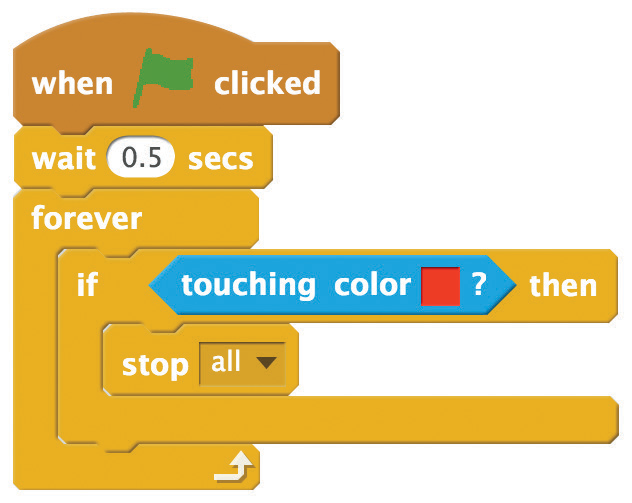 when clicked
wait 0.5 secs
forever
if touching color ? then
stop all